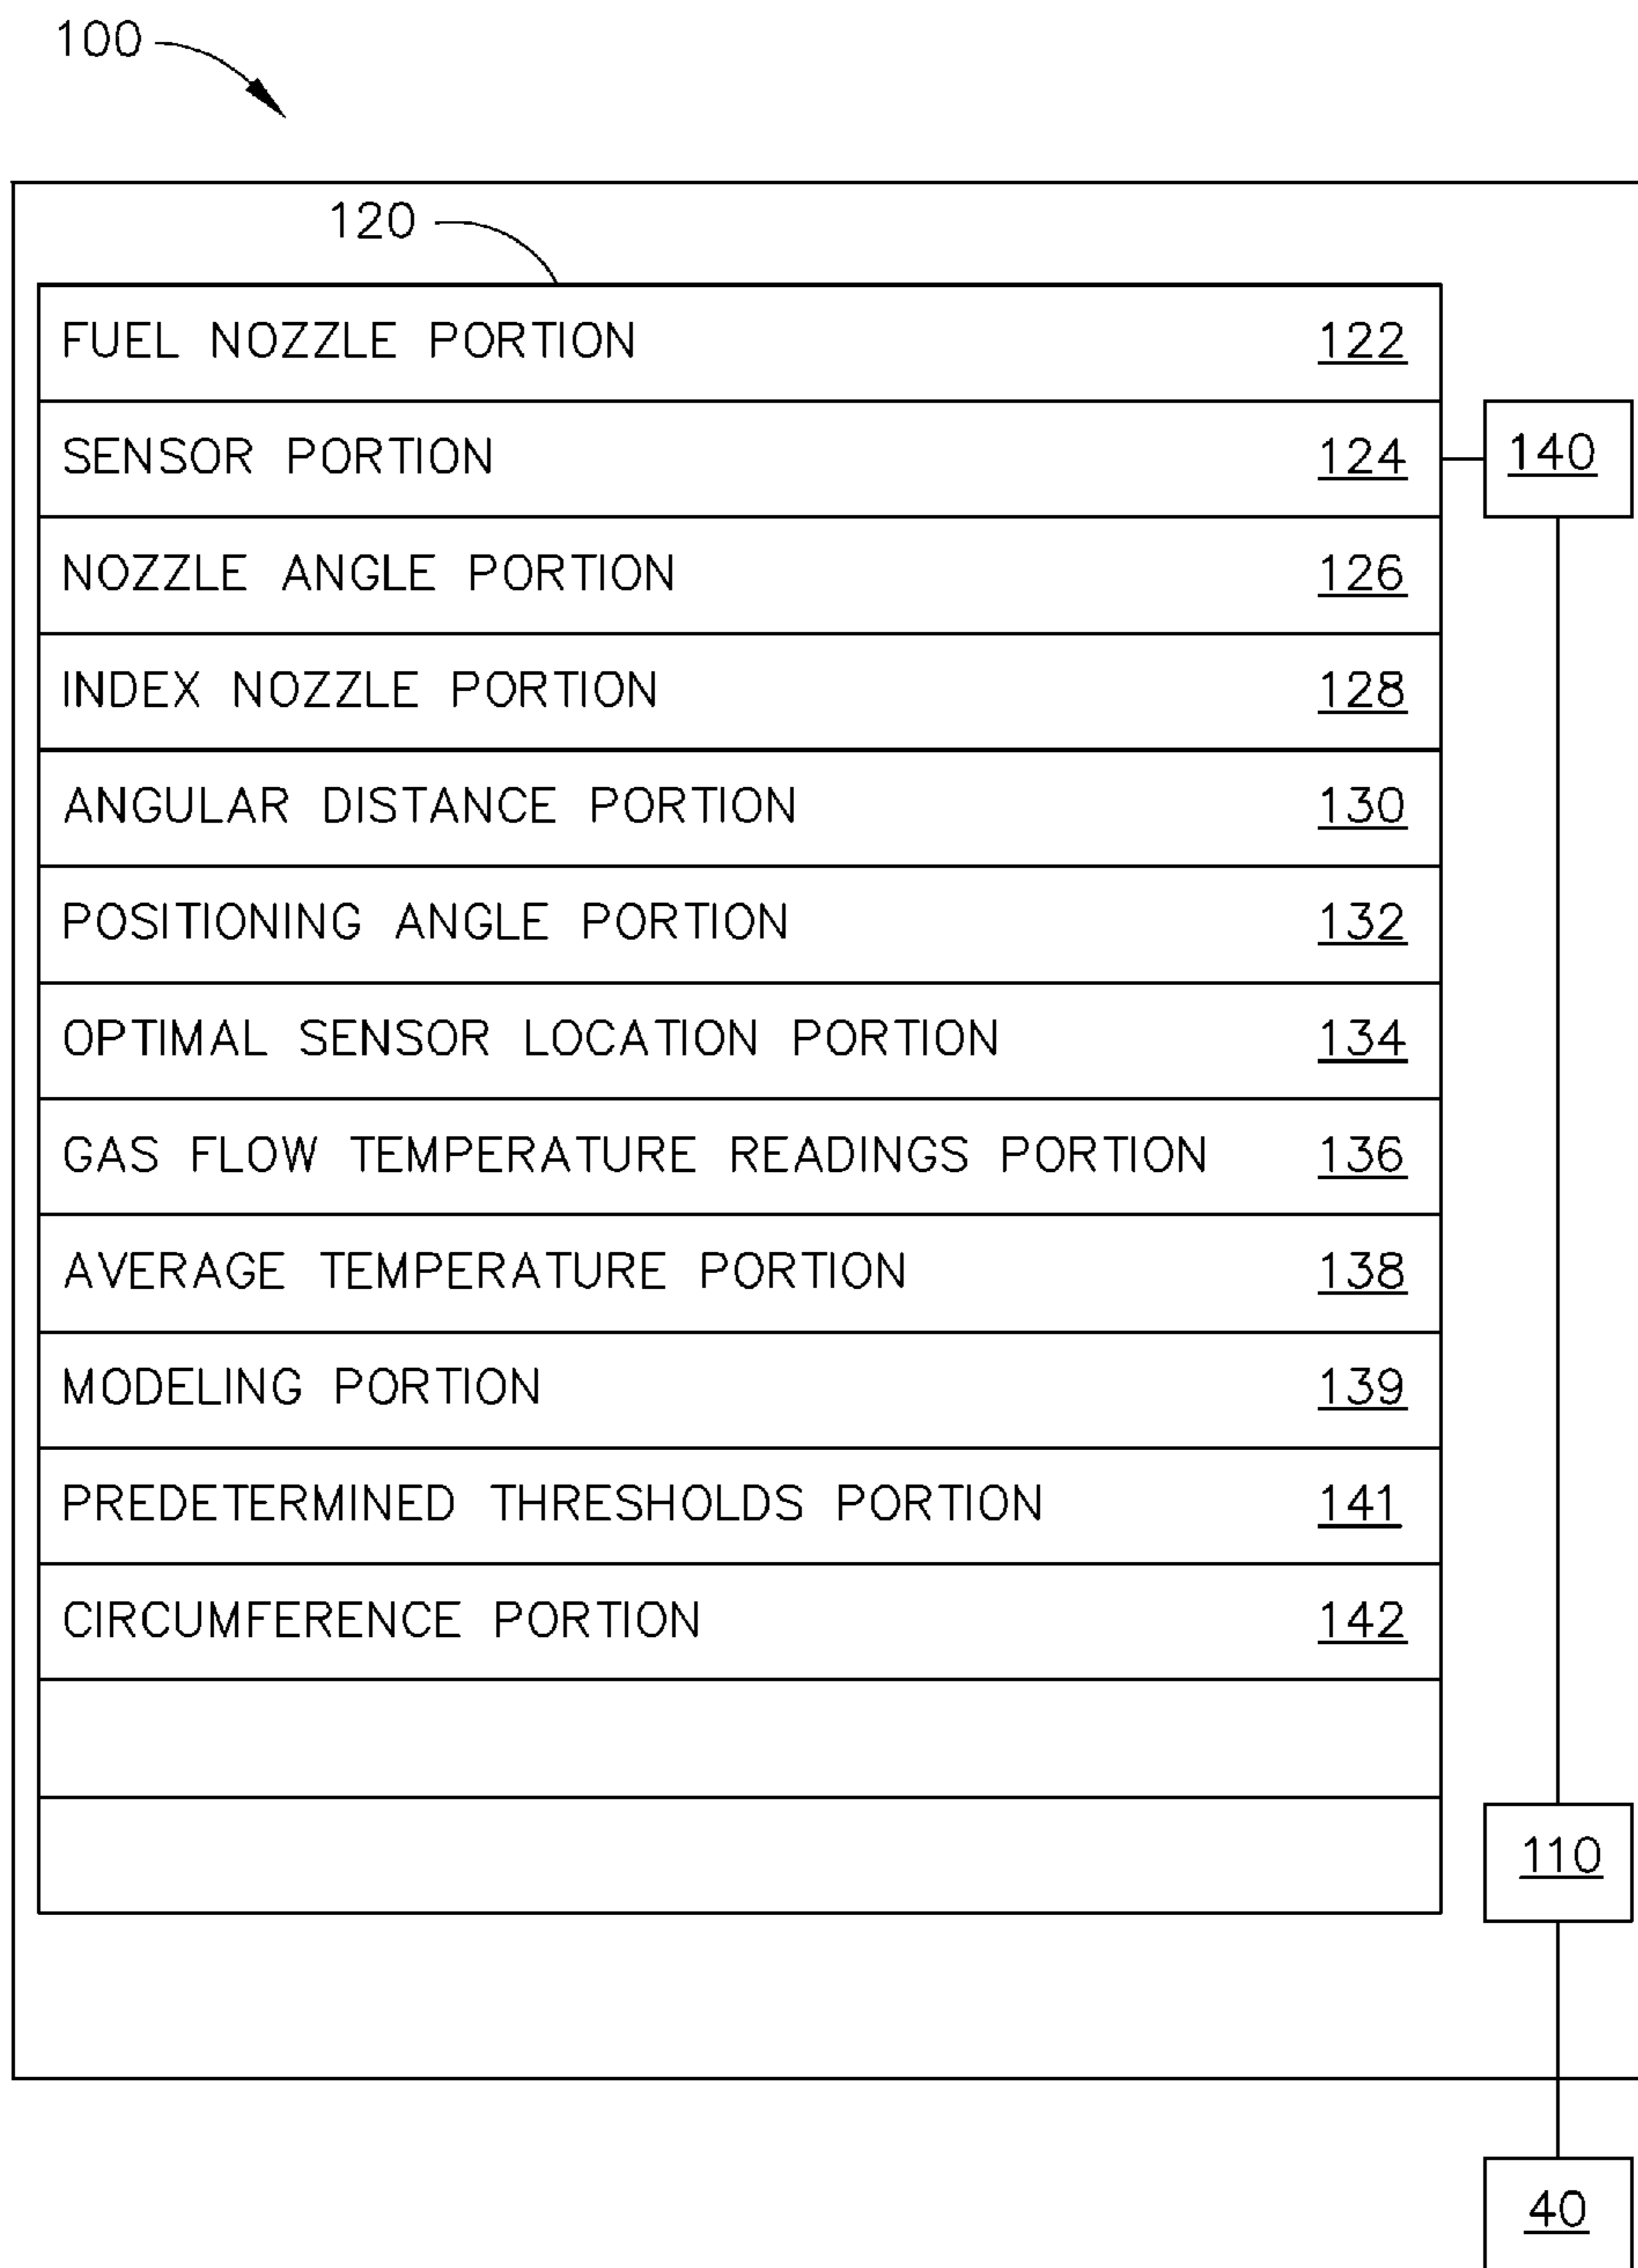 100
120
FUEL NOZZLE PORTION 122
SENSOR PORTION 124 140
NOZZLE ANGLE PORTION 126
INDEX NOZZLE PORTION 128
ANGULAR DISTANCE PORTION 130
POSITIONING ANGLE PORTION 132
OPTIMAL SENSOR LOCATION PORTION 134
GAS FLOW TEMPERATURE READINGS PORTION 136
AVERAGE TEMPERATURE PORTION 138
MODELING PORTION 139
PREDETERMINED THRESHOLDS PORTION 141
CIRCUMFERENCE PORTION 142
110
40